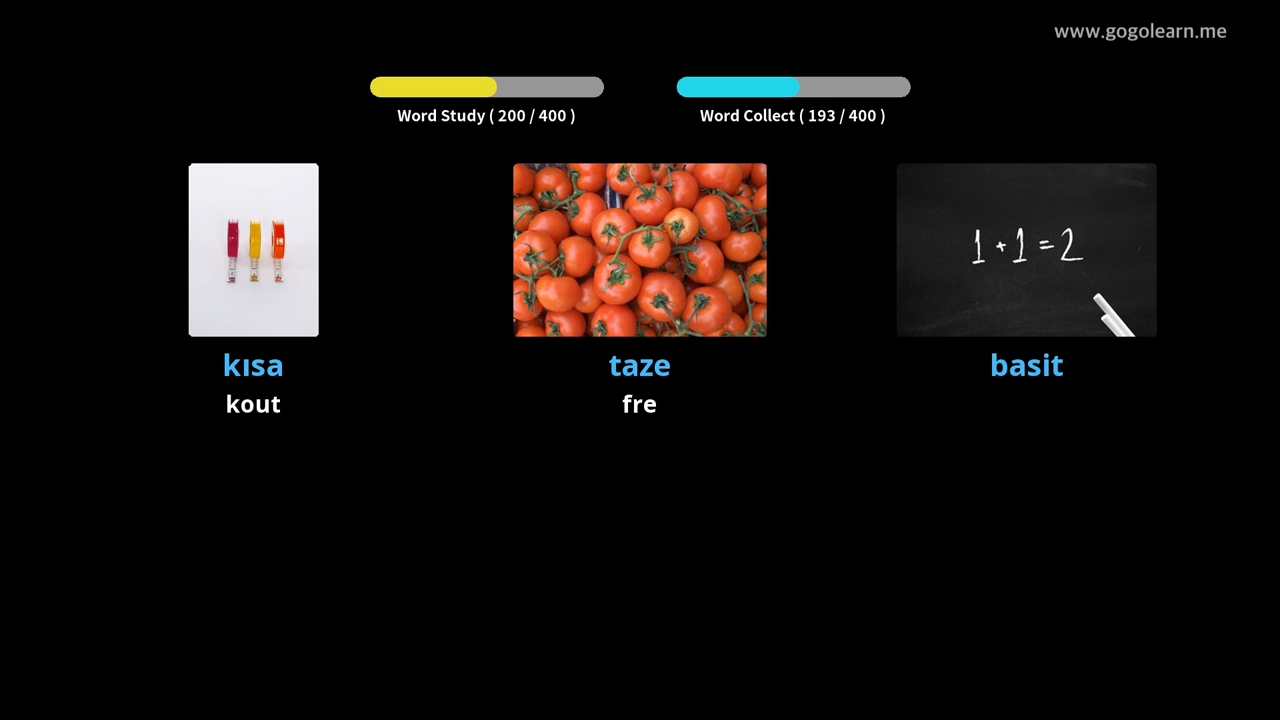 www.gogolearn.me
Word Study ( 200 / 400 )
Word Collect ( 193 / 400 )
1 + 1 = 2
kısa
taze
basit
kout
fre